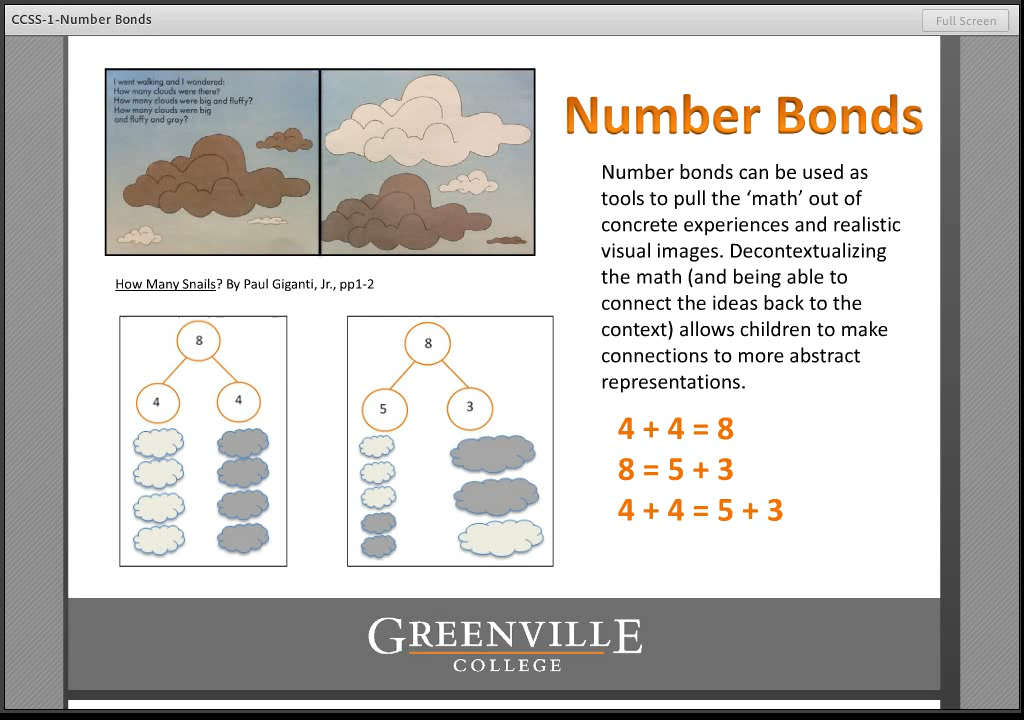 CCSS-1-Number Bonds
Full Screen
I went walking and I wondered:
How many clouds were there?
How many clouds were big and fluffy?
How many clouds were big
and fluffy and gray?
Number Bonds
Number bonds can be used as
tools to pull the ‘math’ out of
concrete experiences and realistic
visual images. Decontextualizing
the math (and being able to
connect the ideas back to the
context) allows children to make
connections to more abstract
representations.
How Many Snails? By Paul Giganti, Jr., pp1-2
8
4 4
8
5 3
4 + 4 = 8
8 = 5 + 3
4 + 4 = 5 + 3
GREENVILLE
COLLEGE